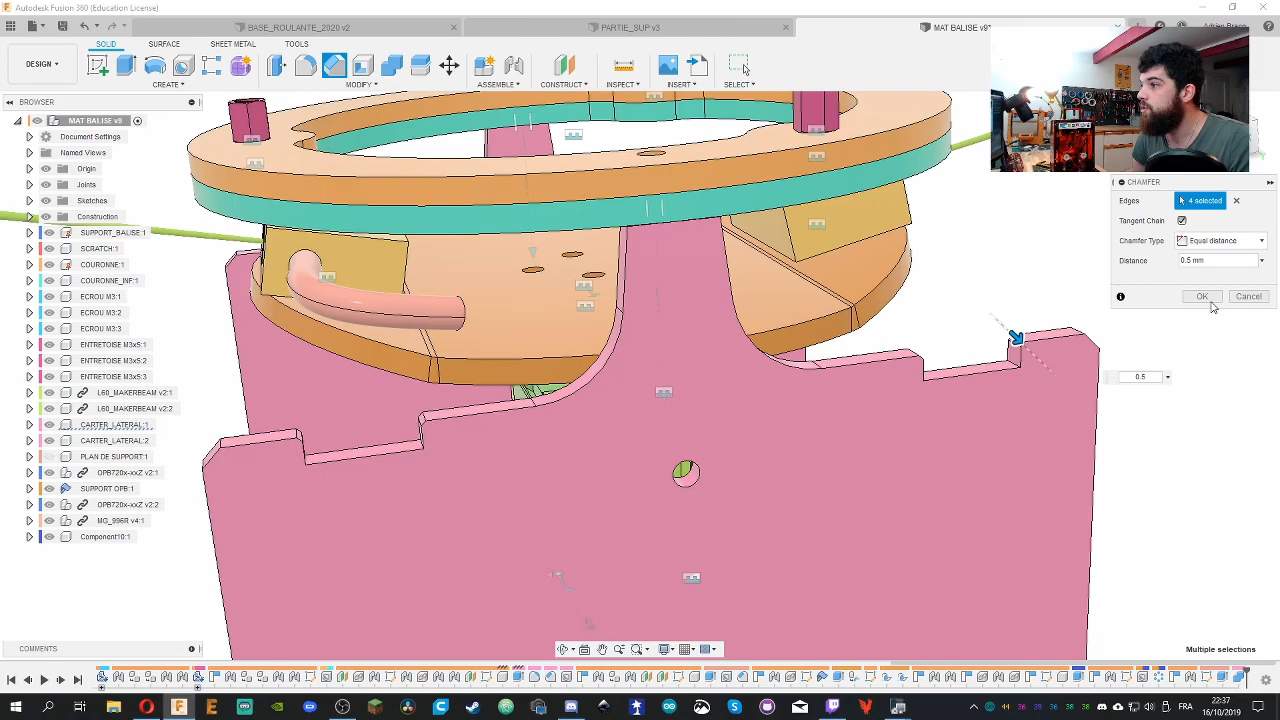 Autodesk Fusion 360 (Education License)
BASE_ROULANTE_2020 v2
PARTIE_SUP v3
MAT BALISE v9*
SOLID
SURFACE
SHEET METAL
TOOLS
DESIGN
CREATE
MODIFY
ASSEMBLE
CONSTRUCT
INSPECT
INSERT
SELECT
BROWSER
MAT BALISE v9
Document Settings
Named Views
Origin
Joints
Sketches
Construction
SUPPORT_BALISE:1
SCRATCH:1
COURONNE:1
COURONNE_INF:1
ECROU M3:1
ECROU M3:2
ECROU M3:3
ENTRETOISE M3x5:1
ENTRETOISE M3x5:2
ENTRETOISE M3x5:3
L60_MAKERBEAM v2:1
L60_MAKERBEAM v2:2
CARTER_LATERAL:1
CARTER_LATERAL:2
PLAN DE SUPPORT:1
OPB720x-xxZ v2:1
SUPPORT OPB:1
OPB720x-xxZ v2:2
MG_996R v4:1
Component10:1
CHAMFER
Edges
4 selected
Tangent Chain
Chamfer Type
Equal distance
Distance
0.5 mm
OK
Cancel
0.5
COMMENTS
Multiple selections
44 36 39 36 38 38
FRA
22:37
16/10/2019